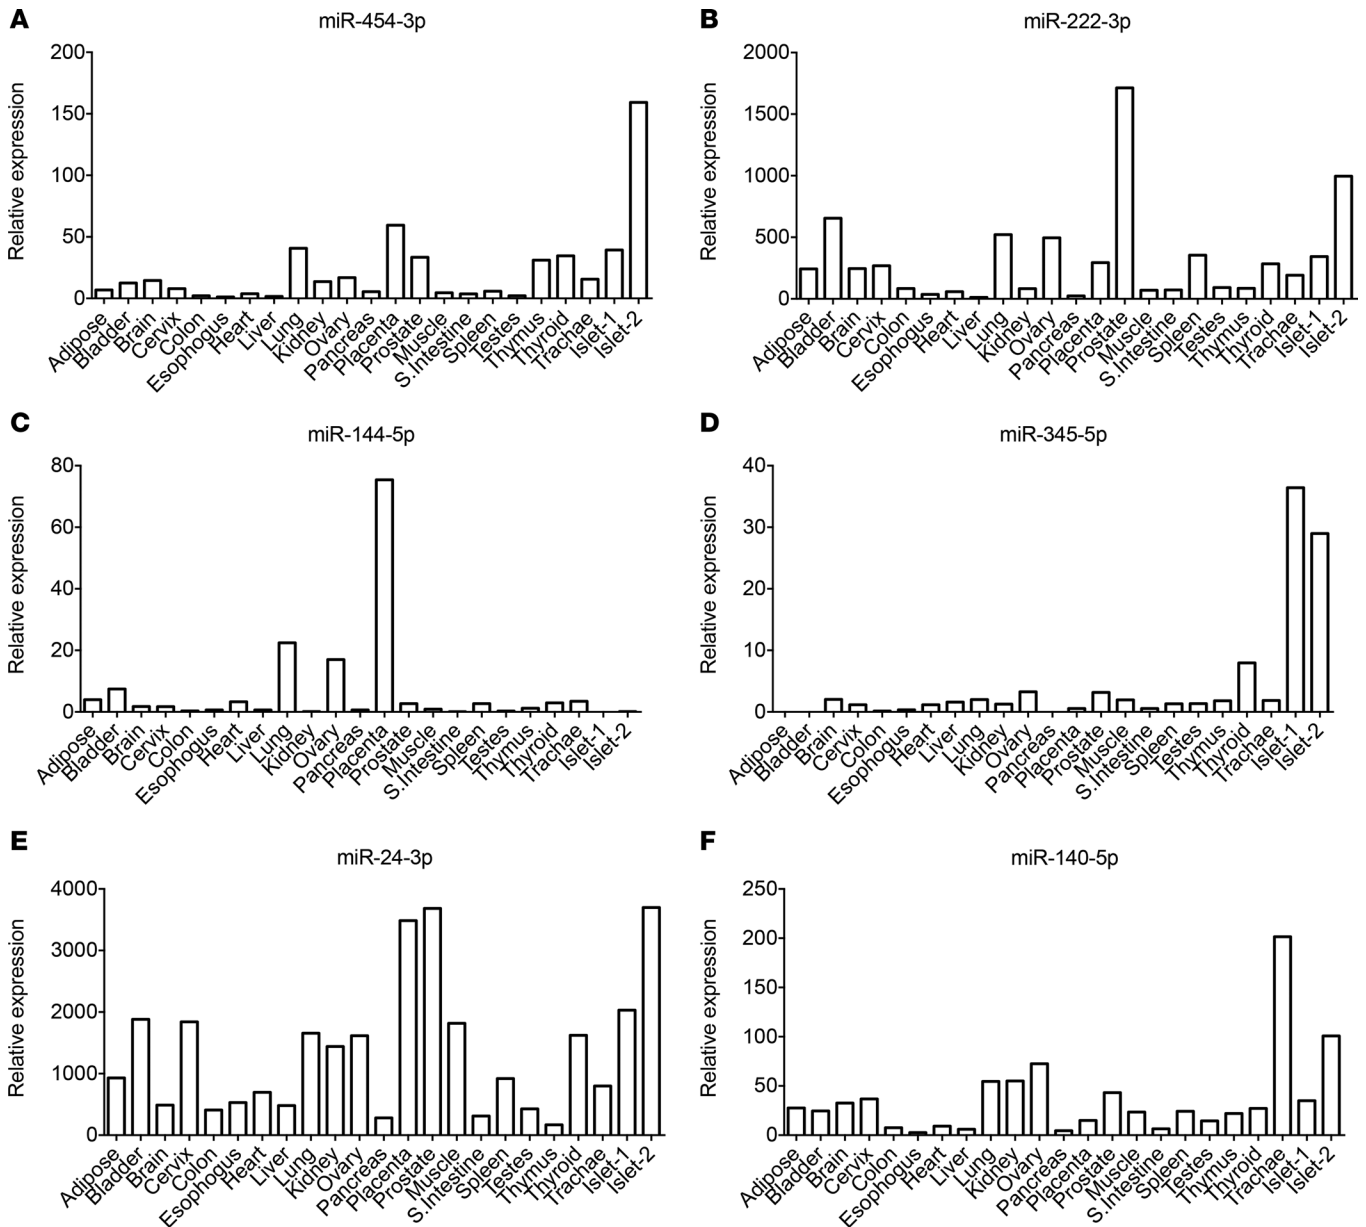 A
miR-454-3p
Relative expression
200
150
100
50
0
Adipose
Bladder
Brain
Cervix
Colon
Esophogus
Heart
Liver
Lung
Kidney
Ovary
Pancreas
Placenta
Prostate
Muscle
S.Intestine
Spleen
Testes
Thymus
Thyroid
Trachae
Islet-1
Islet-2
B
miR-222-3p
Relative expression
2000
1500
1000
500
0
Adipose
Bladder
Brain
Cervix
Colon
Esophogus
Heart
Liver
Lung
Kidney
Ovary
Pancreas
Placenta
Prostate
Muscle
S.Intestine
Spleen
Testes
Thymus
Thyroid
Trachae
Islet-1
Islet-2
C
miR-144-5p
Relative expression
80
60
40
20
0
Adipose
Bladder
Brain
Cervix
Colon
Esophogus
Heart
Liver
Lung
Kidney
Ovary
Pancreas
Placenta
Prostate
Muscle
S.Intestine
Spleen
Testes
Thymus
Thyroid
Trachae
Islet-1
Islet-2
D
miR-345-5p
Relative expression
40
30
20
10
0
Adipose
Bladder
Brain
Cervix
Colon
Esophogus
Heart
Liver
Lung
Kidney
Ovary
Pancreas
Placenta
Prostate
Muscle
S.Intestine
Spleen
Testes
Thymus
Thyroid
Trachae
Islet-1
Islet-2
E
miR-24-3p
Relative expression
4000
3000
2000
1000
0
Adipose
Bladder
Brain
Cervix
Colon
Esophogus
Heart
Liver
Lung
Kidney
Ovary
Pancreas
Placenta
Prostate
Muscle
S.Intestine
Spleen
Testes
Thymus
Thyroid
Trachae
Islet-1
Islet-2
F
miR-140-5p
Relative expression
250
200
150
100
50
0
Adipose
Bladder
Brain
Cervix
Colon
Esophogus
Heart
Liver
Lung
Kidney
Ovary
Pancreas
Placenta
Prostate
Muscle
S.Intestine
Spleen
Testes
Thymus
Thyroid
Trachae
Islet-1
Islet-2